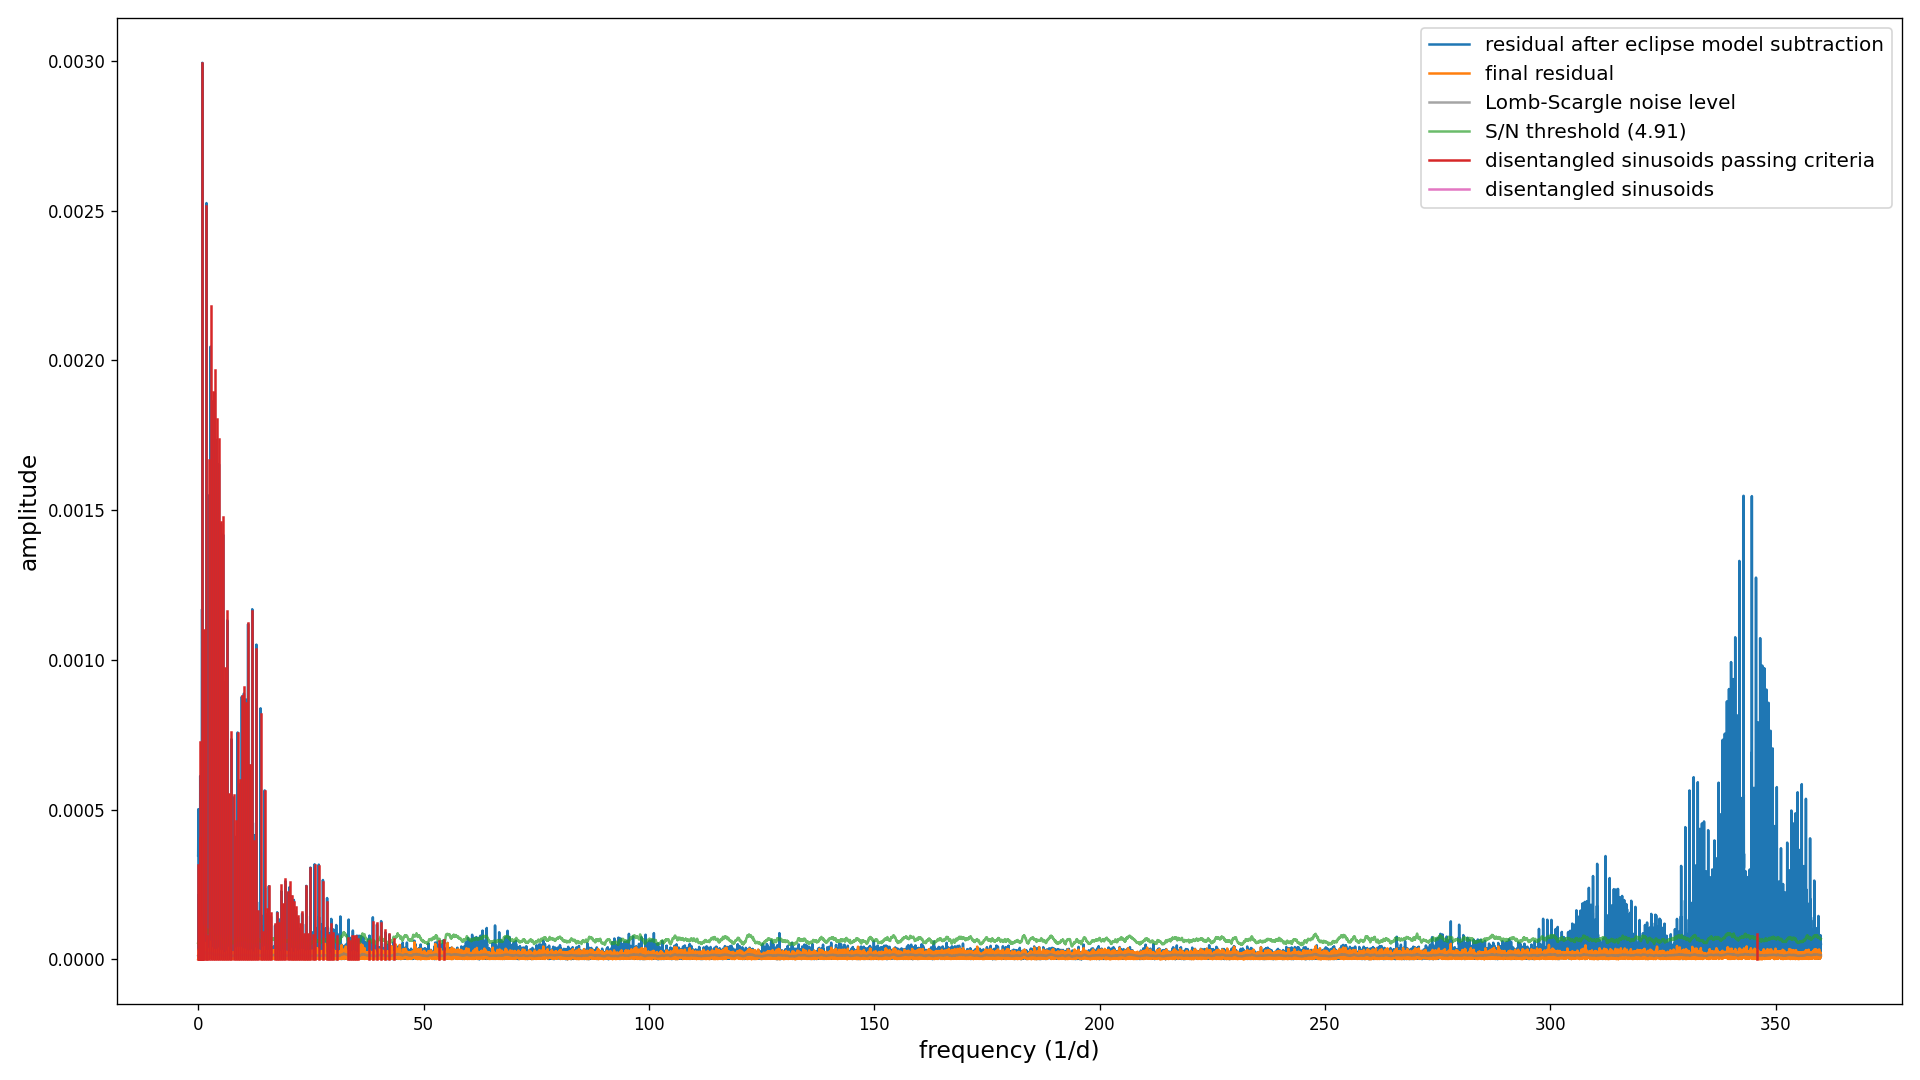 residual after eclipse model subtraction
final residual
Lomb-Scargle noise level
S/N threshold (4.91)
disentangled sinusoids passing criteria
disentangled sinusoids
0.0030
0.0025
0.0020
0.0015
0.0010
0.0005
0.0000
amplitude
0 50 100 150 200 250 300 350
frequency (1/d)